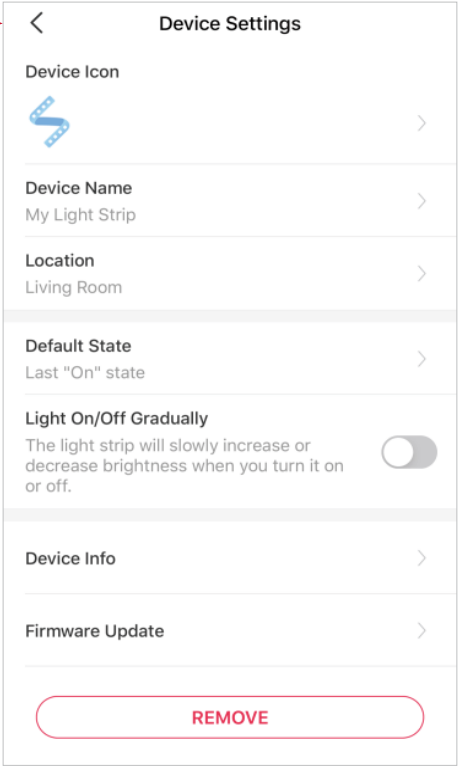 Device Settings
Device Icon
Device Name
My Light Strip
Location
Living Room
Default State
Last "On" state
Light On/Off Gradually
The light strip will slowly increase or
decrease brightness when you turn it on
or off.
Device Info
Firmware Update
REMOVE